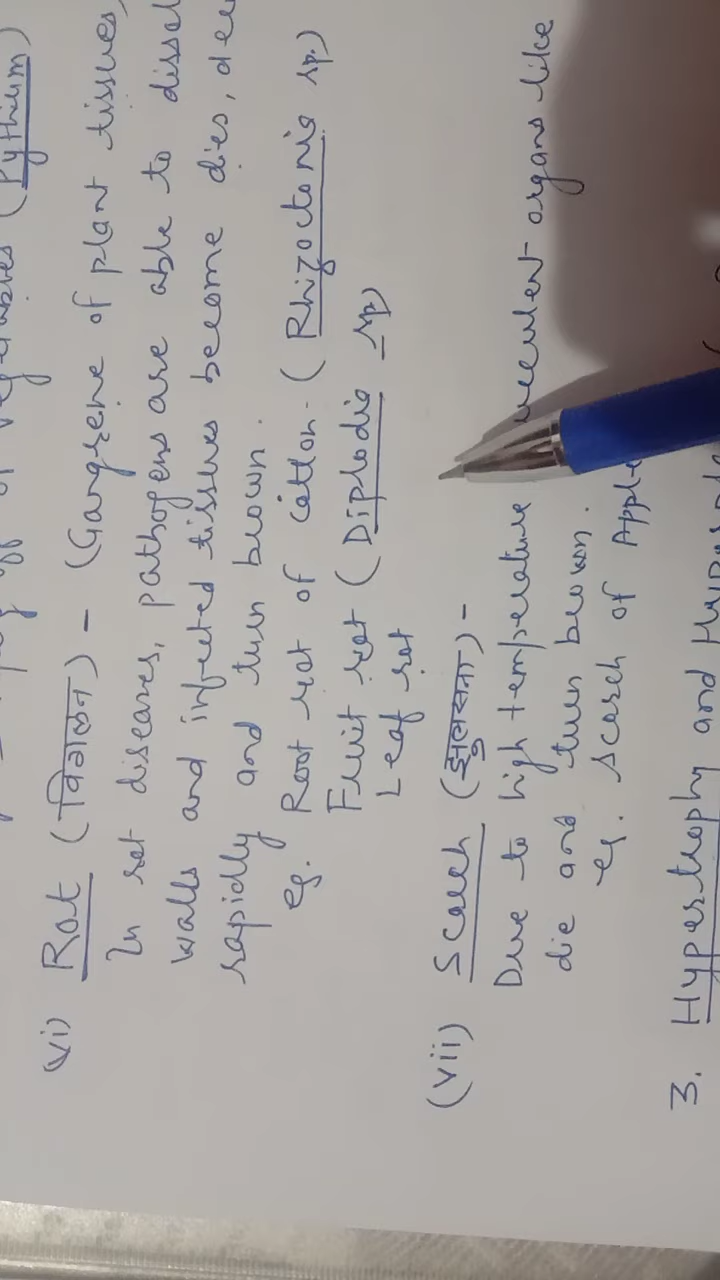 of vegetables (Pythium)
(vi) Rot (विगलन) - (Gangrene of plant tissues,
In rot diseases, pathogens are able to
walls and infected tissues become dies,
rapidly and turn brown.
eg. Root rot of cotton. (Rhizoctonia sp.)
Fruit rot (Diplodia sp.)
Leaf rot
(vii) Scorch (झुलसना) -
Due to high temperature organs like
die and turn brown.
eg. scorch of Apple
3. Hypertrophy and